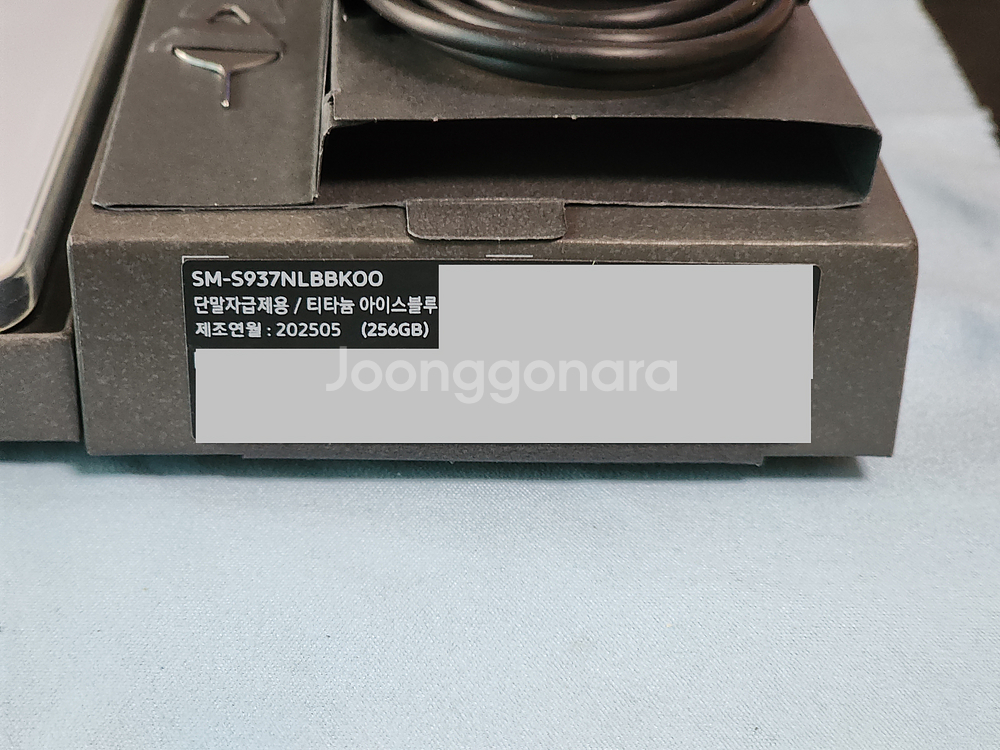 SM-S937NLBBKOO
단말자급제용 / 티타늄 아이스블루
제조연월 : 202505 (256GB)
Joonggonara